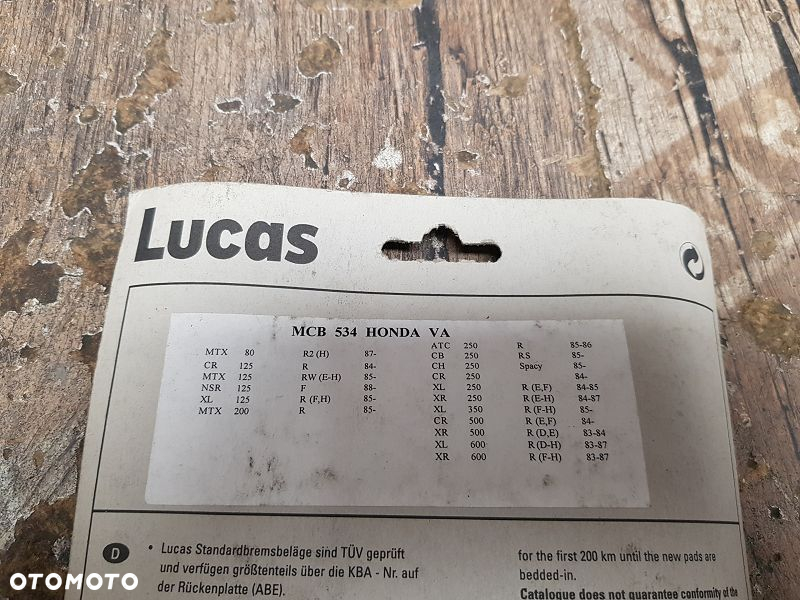 Lucas
MCB 534 HONDA VA
MTX 80 R2 (H) 87-
CR 125 R 84-
MTX 125 RW (E-H) 85-
NSR 125 F 88-
XL 125 R (F,H) 85-
MTX 200 R 85-
ATC 250 R 85-86
CB 250 RS 85-
CH 250 Spacy 85-
CR 250 84-
XL 250 R (E,F) 84-85
XR 250 R (E-H) 84-87
XL 350 R (F-H) 85-
CR 500 R (E,F) 84-
XR 500 R (D,E) 83-84
XL 600 R (D-H) 83-87
XR 600 R (F-H) 83-87
D
• Lucas Standardbremsbeläge sind TÜV geprüft
und verfügen größtenteils über die KBA - Nr. auf
der Rückenplatte (ABE).
for the first 200 km until the new pads are
bedded-in.
Catalogue does not guarantee conformity of the
OTOMOTO